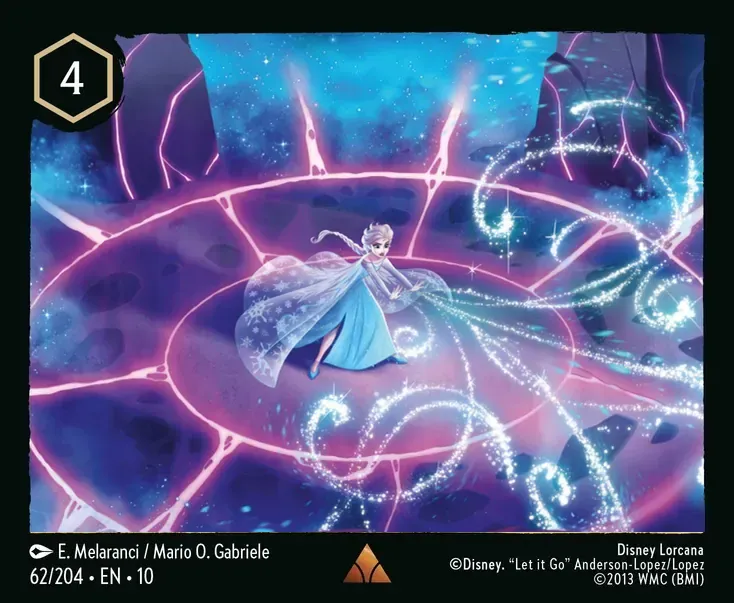 4
E. Melaranci / Mario O. Gabriele
62/204 • EN • 10
Disney Lorcana
©Disney. “Let it Go” Anderson-Lopez/Lopez
©2013 WMC (BMI)